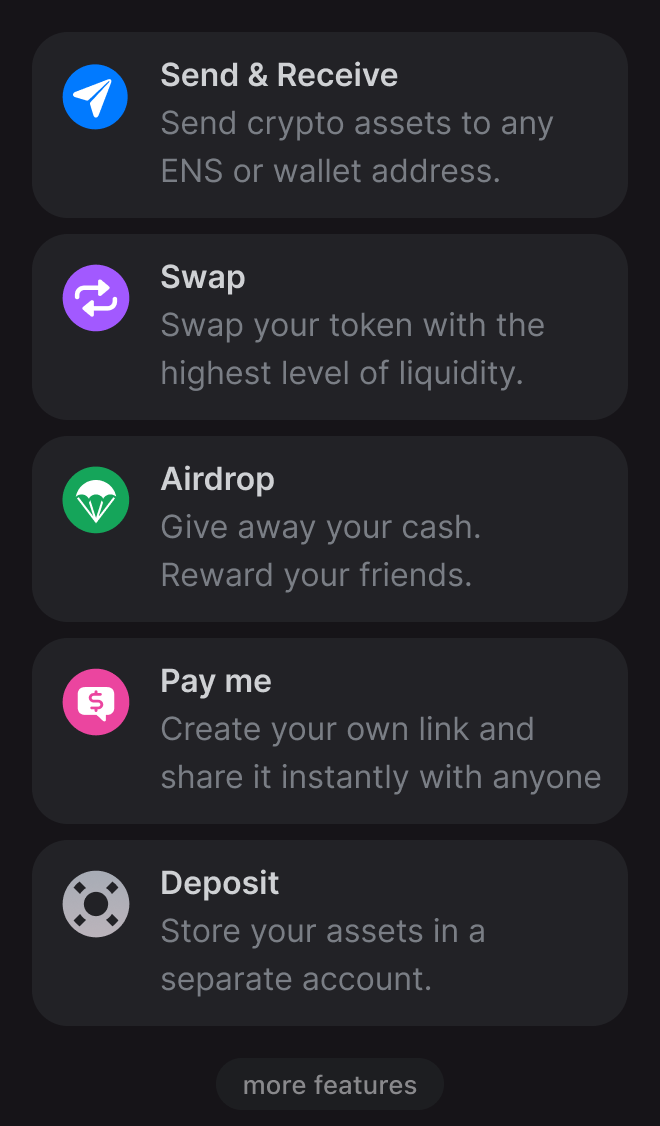 Send & Receive
Send crypto assets to any
ENS or wallet address.
Swap
Swap your token with the
highest level of liquidity.
Airdrop
Give away your cash.
Reward your friends.
Pay me
$
Create your own link and
share it instantly with anyone
Deposit
Store your assets in a
separate account.
more features